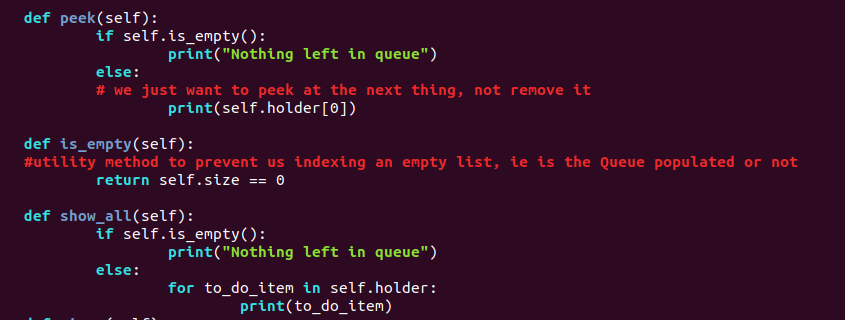 def peek(self):
if self.is_empty():
print("Nothing left in queue")
else:
# we just want to peek at the next thing, not remove it
print(self.holder[0])
def is_empty(self):
#utility method to prevent us indexing an empty list, ie is the Queue populated or not
return self.size == 0
def show_all(self):
if self.is_empty():
print("Nothing left in queue")
else:
for to_do_item in self.holder:
print(to_do_item)